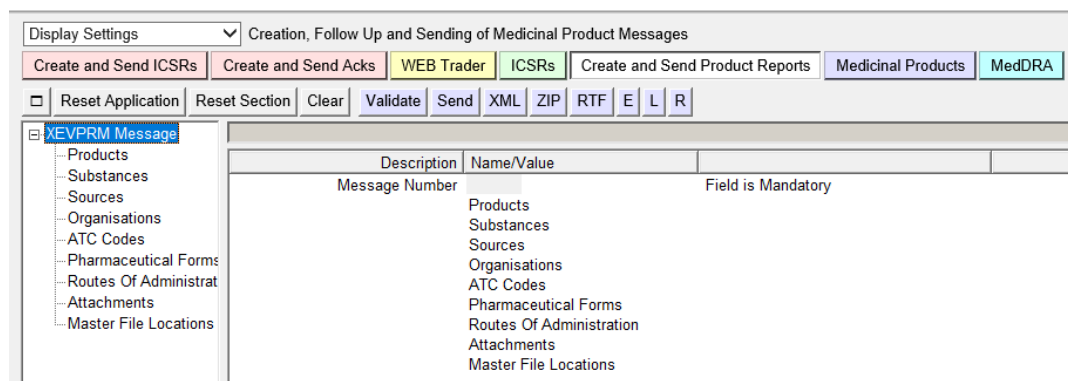 Display Settings Creation, Follow Up and Sending of Medicinal Product Messages
Create and Send ICSRs Create and Send Acks WEB Trader ICSRs Create and Send Product Reports Medicinal Products MedDRA
Reset Application Reset Section Clear Validate Send XML ZIP RTF E L R
XEVPRM Message
Products
Substances
Sources
Organisations
ATC Codes
Pharmaceutical Forms
Routes Of Administrat
Attachments
Master File Locations
Description Name/Value
Message Number Field is Mandatory
Products
Substances
Sources
Organisations
ATC Codes
Pharmaceutical Forms
Routes Of Administration
Attachments
Master File Locations